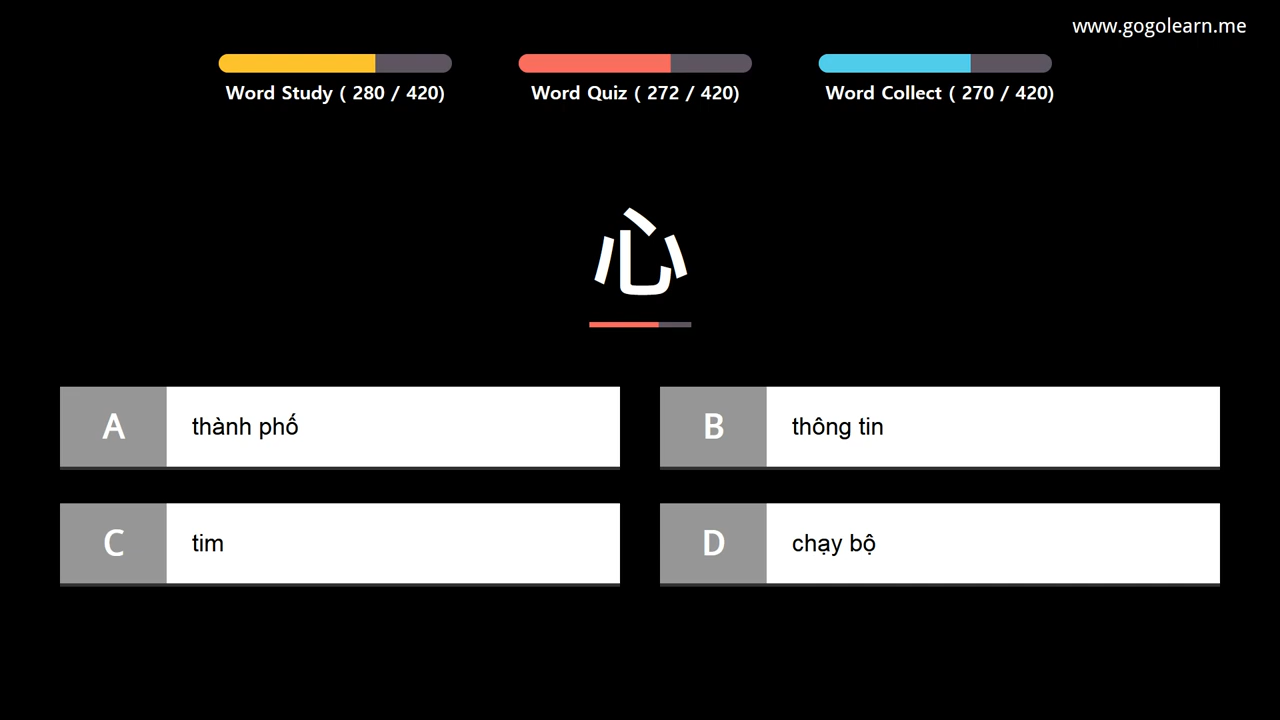 www.gogolearn.me
Word Study ( 280 / 420)
Word Quiz ( 272 / 420)
Word Collect ( 270 / 420)
心
A thành phố
B thông tin
C tim
D chạy bộ